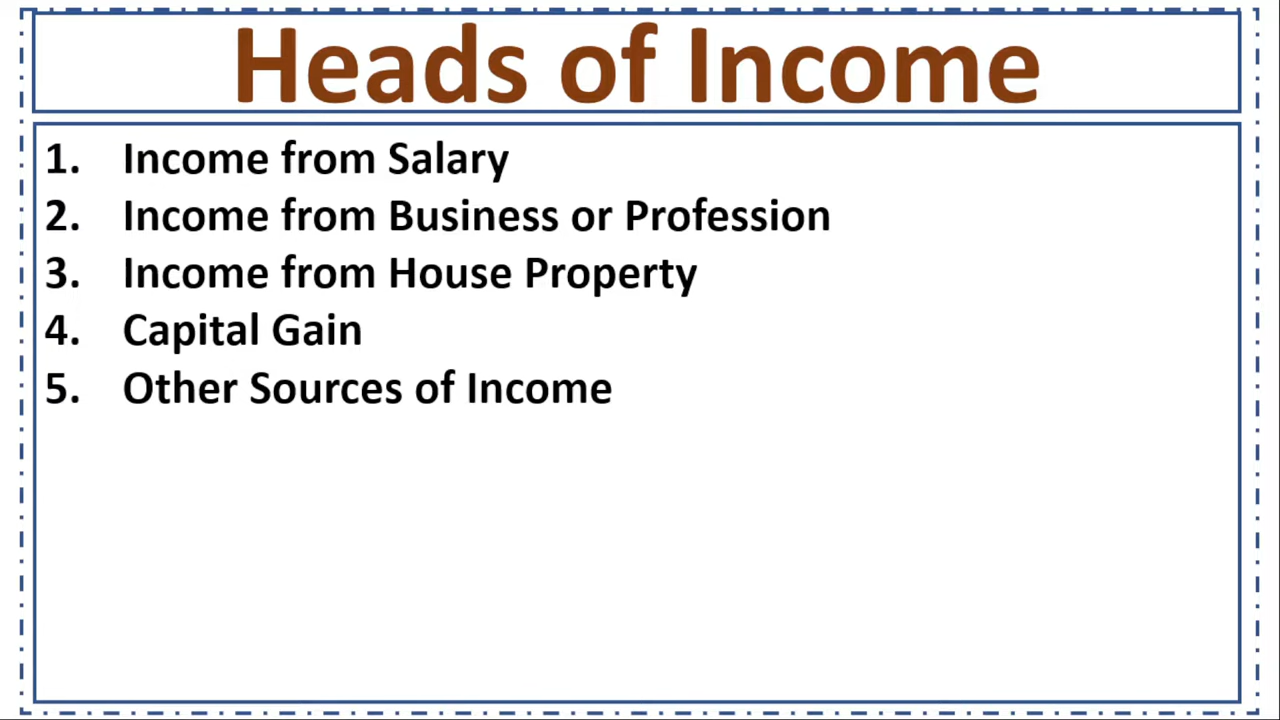 Heads of Income
1. Income from Salary
2. Income from Business or Profession
3. Income from House Property
4. Capital Gain
5. Other Sources of Income